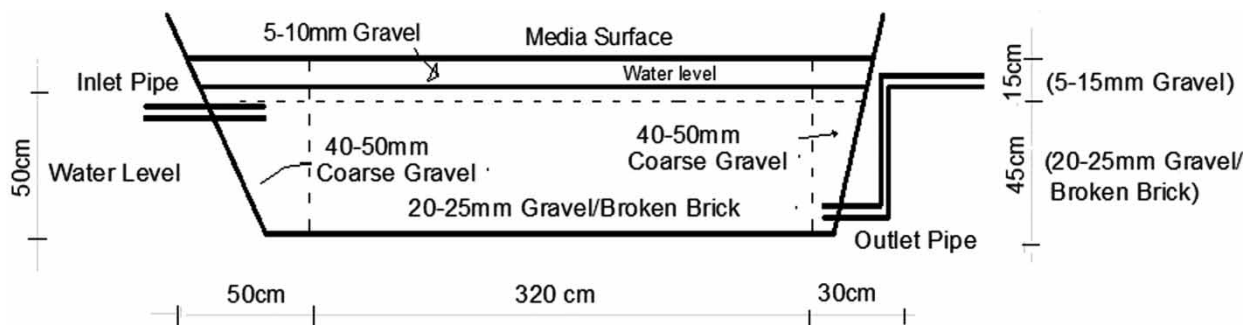 5-10mm Gravel
Media Surface
Water level
Inlet Pipe
15cm
(5-15mm Gravel)
40-50mm
Coarse Gravel
40-50mm
Coarse Gravel
50cm
Water Level
45cm
(20-25mm Gravel/
Broken Brick)
20-25mm Gravel/Broken Brick
Outlet Pipe
50cm
320 cm
30cm